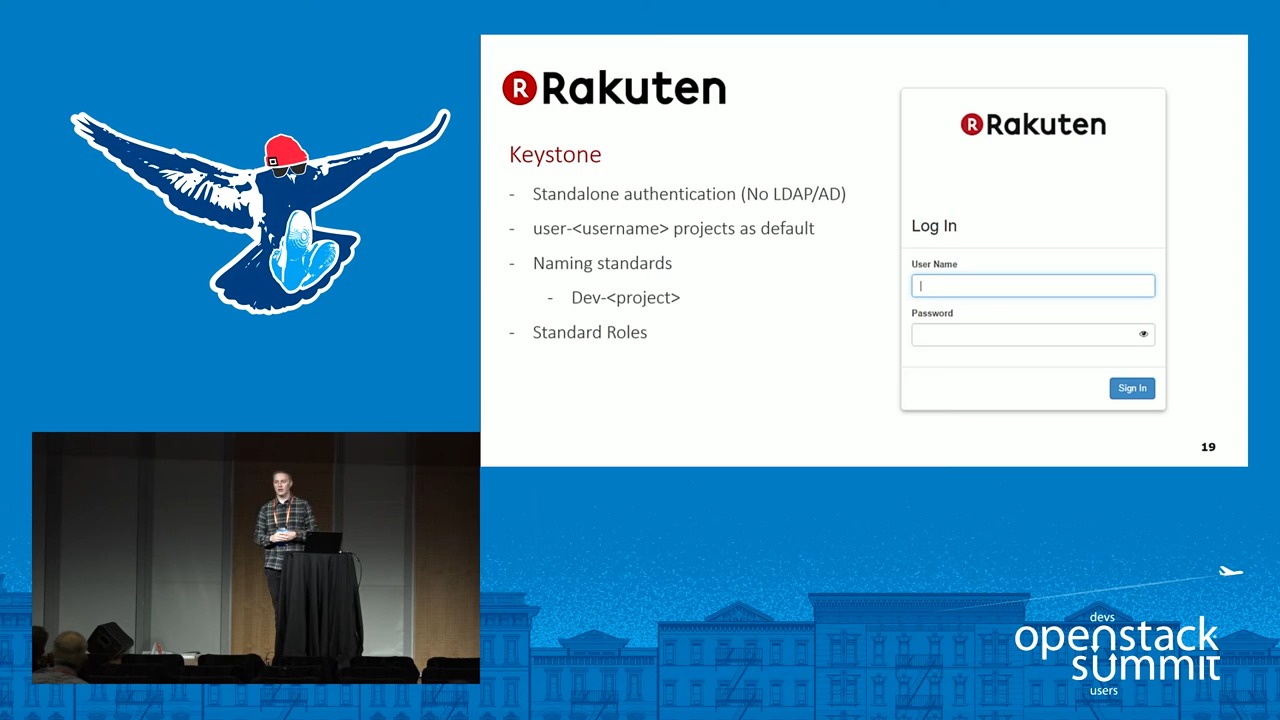 R Rakuten
Keystone
- Standalone authentication (No LDAP/AD)
- user-<username> projects as default
- Naming standards
- Dev-<project>
- Standard Roles
R Rakuten
Log In
User Name
Password
Sign In
19
devs
openstack
summit
users